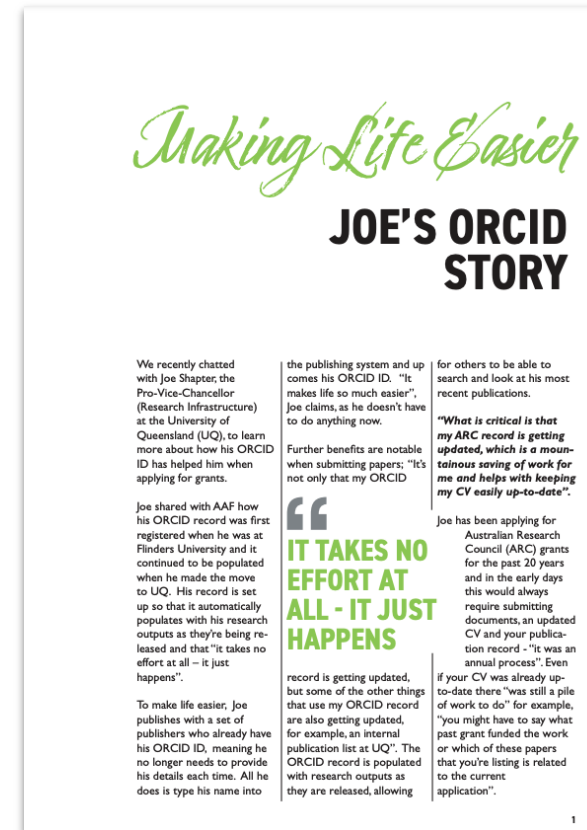 Making Life Easier
JOE'S ORCID
STORY
We recently chatted
with Joe Shapter, the
Pro-Vice-Chancellor
(Research Infrastructure)
at the University of
Queensland (UQ), to learn
more about how his ORCID
ID has helped him when
applying for grants.
Joe shared with AAF how
his ORCID record was first
registered when he was at
Flinders University and it
continued to be populated
when he made the move
to UQ.  His record is set
up so that it automatically
populates with his research
outputs as they're being re-
leased and that “it takes no
effort at all – it just
happens”.
To make life easier,  Joe
publishes with a set of
publishers who already have
his ORCID ID,  meaning he
no longer needs to provide
his details each time.  All he
does is type his name into
the publishing system and up
comes his ORCID ID.   “It
makes life so much easier”,
Joe claims, as he doesn't have
to do anything now.
Further benefits are notable
when submitting papers; “It's
not only that my ORCID
“
IT TAKES NO
EFFORT AT
ALL - IT JUST
HAPPENS
record is getting updated,
but some of the other things
that use my ORCID record
are also getting updated,
for example, an internal
publication list at UQ”.  The
ORCID record is populated
with research outputs as
they are released, allowing
for others to be able to
search and look at his most
recent publications.
“What is critical is that
my ARC record is getting
updated, which is a moun-
tainous saving of work for
me and helps with keeping
my CV easily up-to-date”.
Joe has been applying for
Australian Research
Council (ARC) grants
for the past 20 years
and in the early days
this would always
require submitting
documents, an updated
CV and your publica-
tion record - “it was an
annual process”. Even
if your CV was already up-
to-date there “was still a pile
of work to do” for example,
“you might have to say what
past grant funded the work
or which of these papers
that you're listing is related
to the current
application”.
1